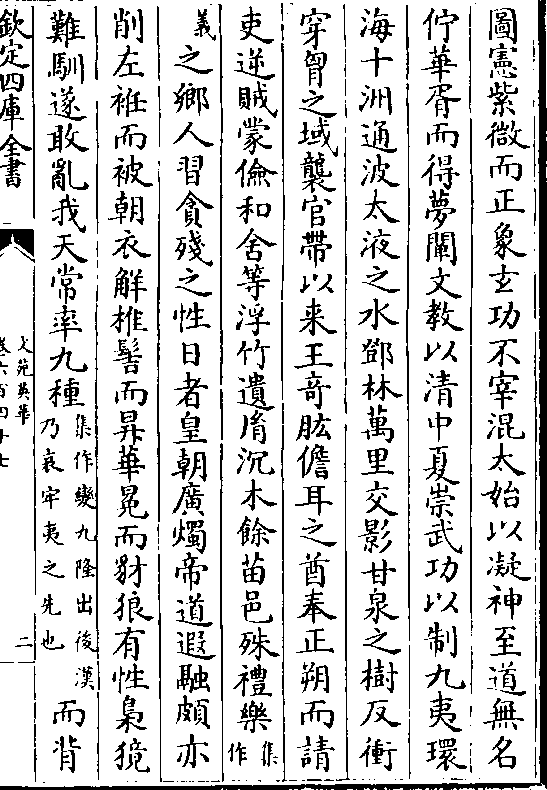 圖憲紫微而正象玄功不宰混太始以凝神至道無名
佇華胥而得夢闡文教以清中夏崇武功以制九夷環
海十洲通波太液之水鄧林萬里交影甘泉之樹反衝
穿胷之域襲官帶以来王竒肱儋耳之酋奉正朔而請
吏逆賊蒙儉和舍等浮竹遺𦙍沉木餘苗邑殊禮樂集作
義之鄉人習貪殘之性日者皇朝廣燭帝道遐融頗亦
削左袵而被朝衣解椎髻而昇華冕而豺狼有性梟獍
難馴遂敢亂我天常率九種集作變九隆出後漢乃哀牢夷之先也而背
欽定四庫全書
文苑英華
卷六百四十七
二